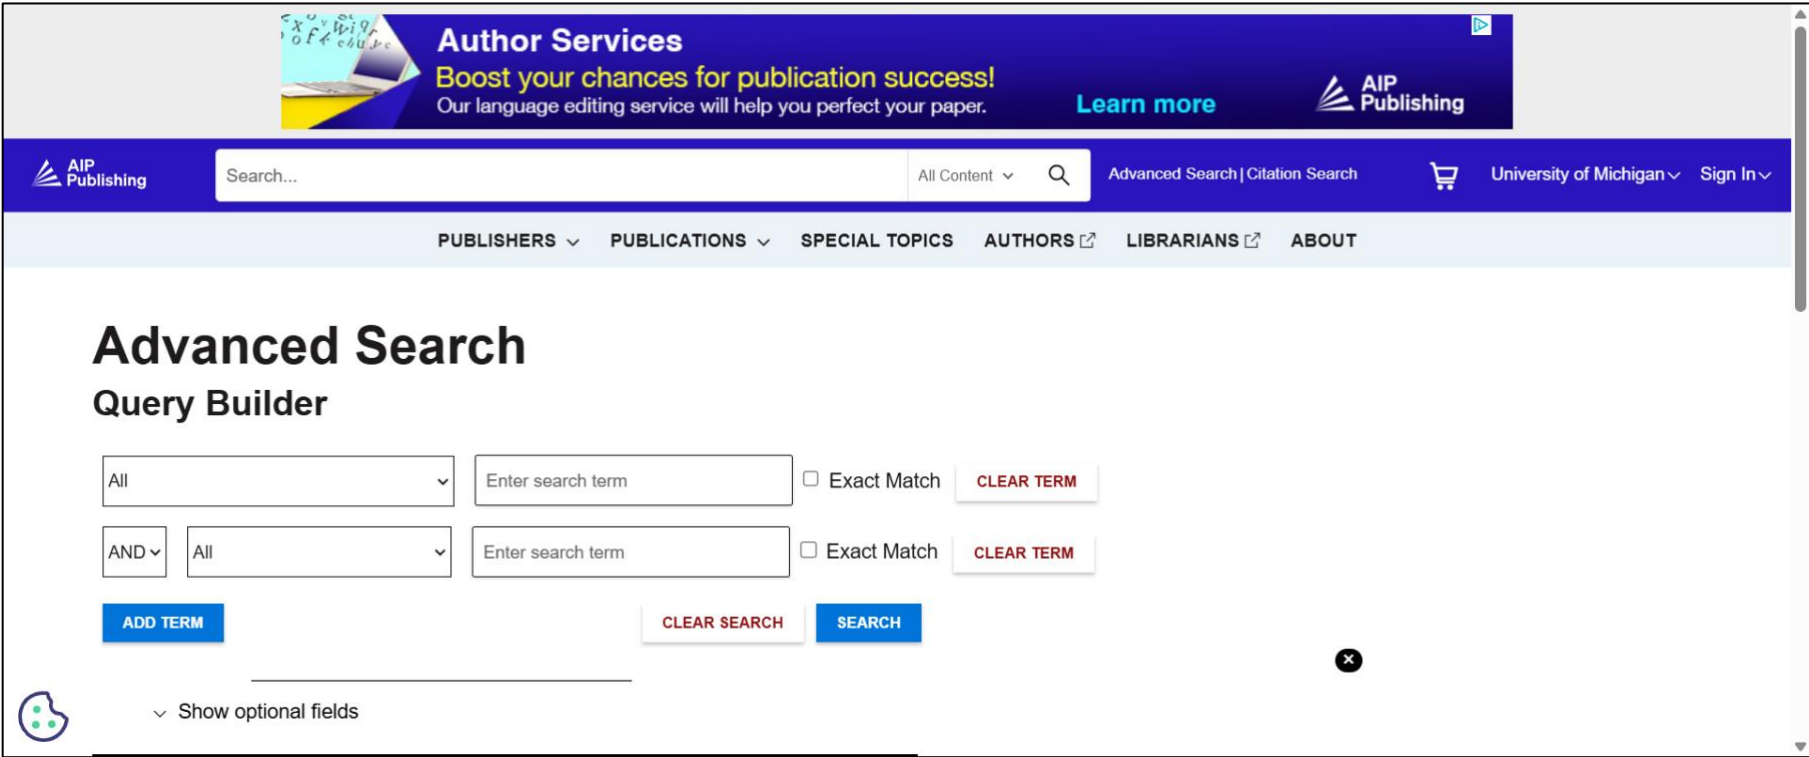 Author Services
Boost your chances for publication success!
Our language editing service will help you perfect your paper.
Learn more
AIP
Publishing
AIP
Publishing
Search...
All Content
Advanced Search | Citation Search
University of Michigan
Sign In
PUBLISHERS
PUBLICATIONS
SPECIAL TOPICS
AUTHORS
LIBRARIANS
ABOUT
Advanced Search
Query Builder
All
Enter search term
Exact Match
CLEAR TERM
AND
All
Enter search term
Exact Match
CLEAR TERM
ADD TERM
CLEAR SEARCH
SEARCH
Show optional fields